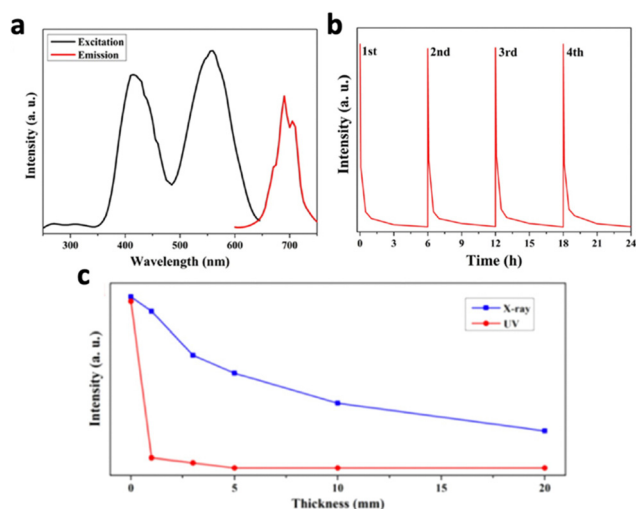 a
Excitation
Emission
Intensity (a. u.)
300 400 500 600 700
Wavelength (nm)
b
1st 2nd 3rd 4th
Intensity (a. u.)
0 3 6 9 12 15 18 21 24
Time (h)
c
X-ray
UV
Intensity (a. u.)
0 5 10 15 20
Thickness (mm)